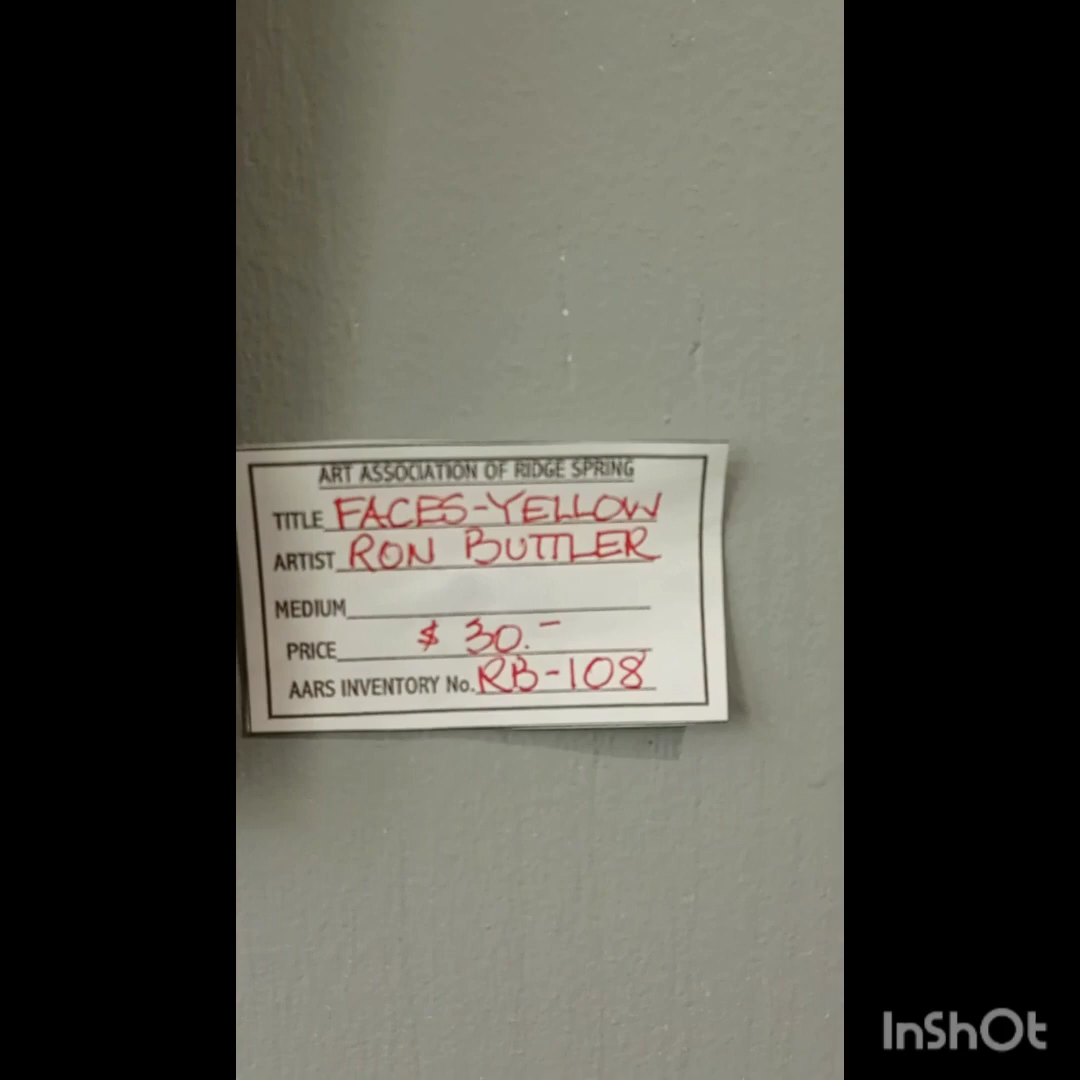 ART ASSOCIATION OF RIDGE SPRING
TITLE FACES-YELLOW
ARTIST RON BUTTLER
MEDIUM
PRICE $ 30.-
AARS INVENTORY No. RB-108
InShOt